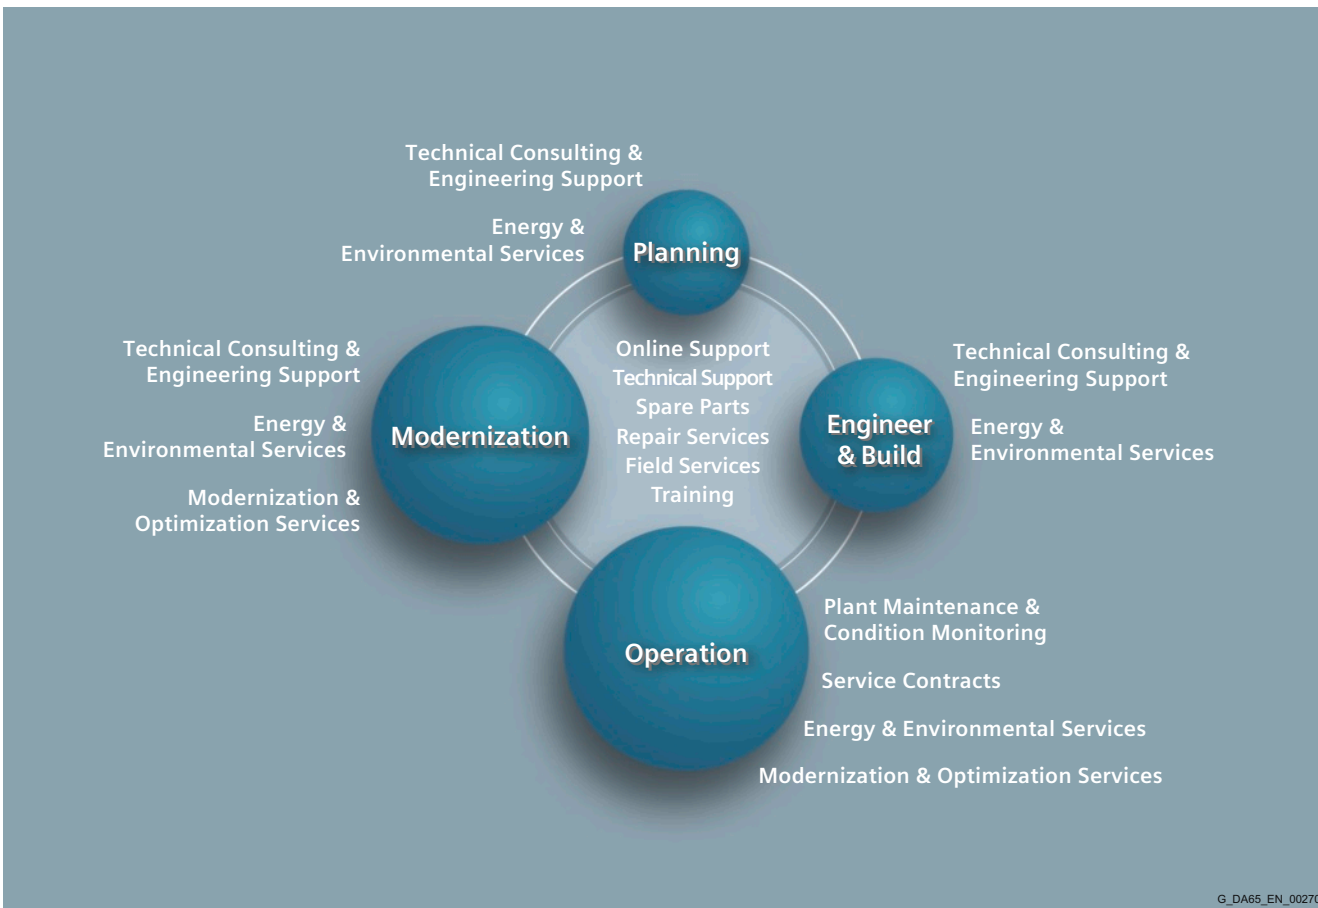 Technical Consulting &
Engineering Support
Energy &
Environmental Services
Planning
Technical Consulting &
Engineering Support
Energy &
Environmental Services
Modernization &
Optimization Services
Modernization
Online Support
Technical Support
Spare Parts
Repair Services
Field Services
Training
Engineer
& Build
Technical Consulting &
Engineering Support
Energy &
Environmental Services
Operation
Plant Maintenance &
Condition Monitoring
Service Contracts
Energy & Environmental Services
Modernization & Optimization Services
G_DA65_EN_00270